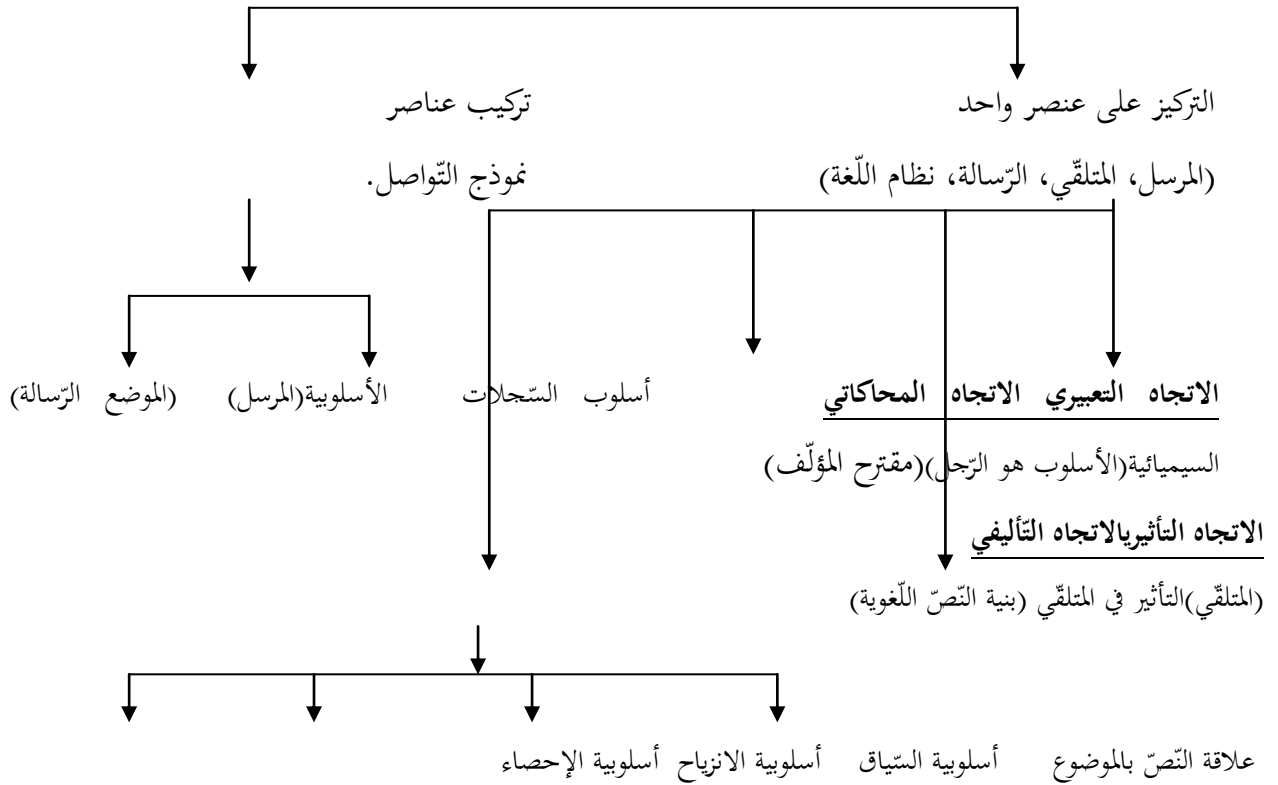 التركيز على عنصر واحد
(المرسل، المتلقّي، الرّسالة، نظام اللّغة)
تركيب عناصر
نموذج التّواصل.
الاتجاه التعبيري الاتجاه المحاكاتي أسلوب السّجلات الأسلوبية(المرسل) (الموضع الرّسالة)
السيميائية(الأسلوب هو الرّجل)(مقترح المؤلّف)
الاتجاه التأثيريالاتجاه التّأليفي
(المتلقّي)التأثير في المتلقّي (بنية النّصّ اللّغوية)
علاقة النّصّ بالموضوع أسلوبية السّياق أسلوبية الانزياح أسلوبية الإحصاء